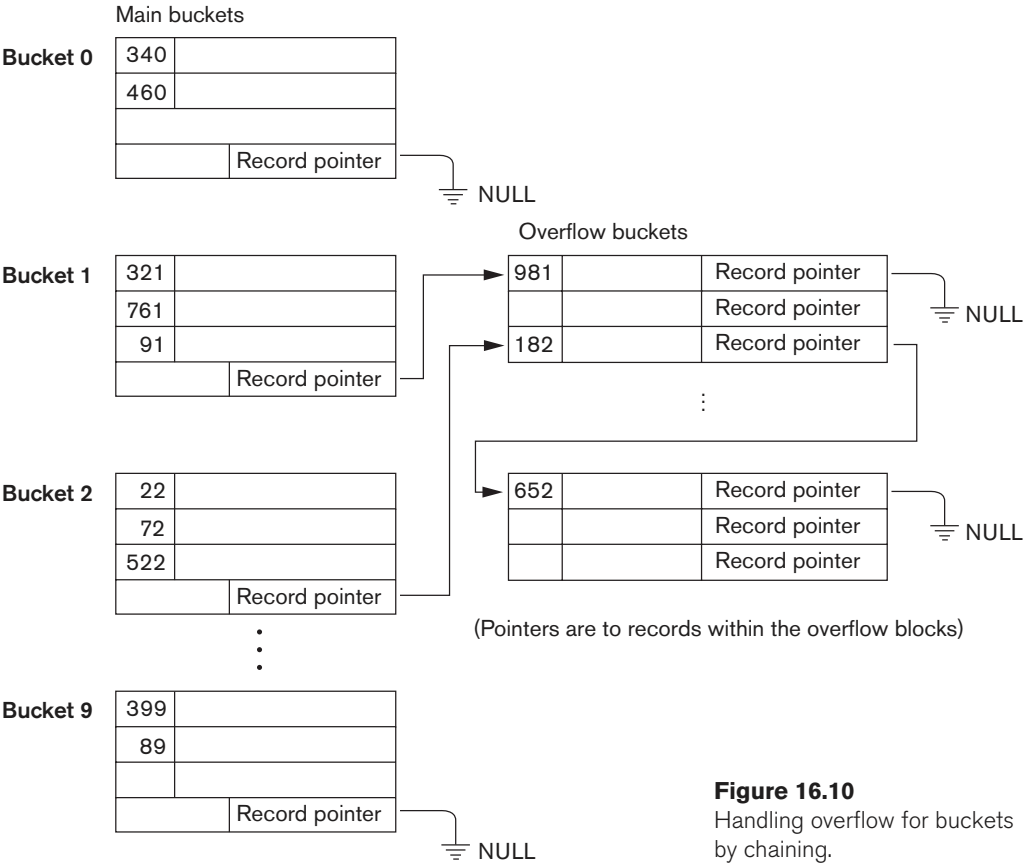 Main buckets
Bucket 0
340
460
Record pointer
NULL
Overflow buckets
Bucket 1
321
761
91
Record pointer
981 Record pointer
Record pointer
182 Record pointer
NULL
Bucket 2
22
72
522
Record pointer
652 Record pointer
Record pointer
Record pointer
NULL
(Pointers are to records within the overflow blocks)
Bucket 9
399
89
Record pointer
NULL
Figure 16.10
Handling overflow for buckets
by chaining.